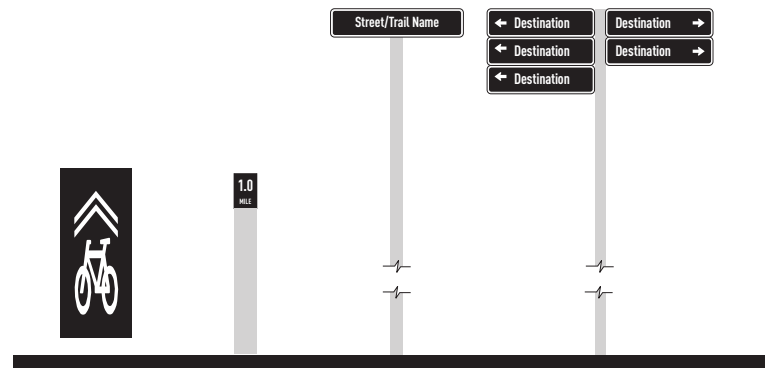 Street/Trail Name
← Destination
← Destination
← Destination
Destination →
Destination →
1.0
MILE